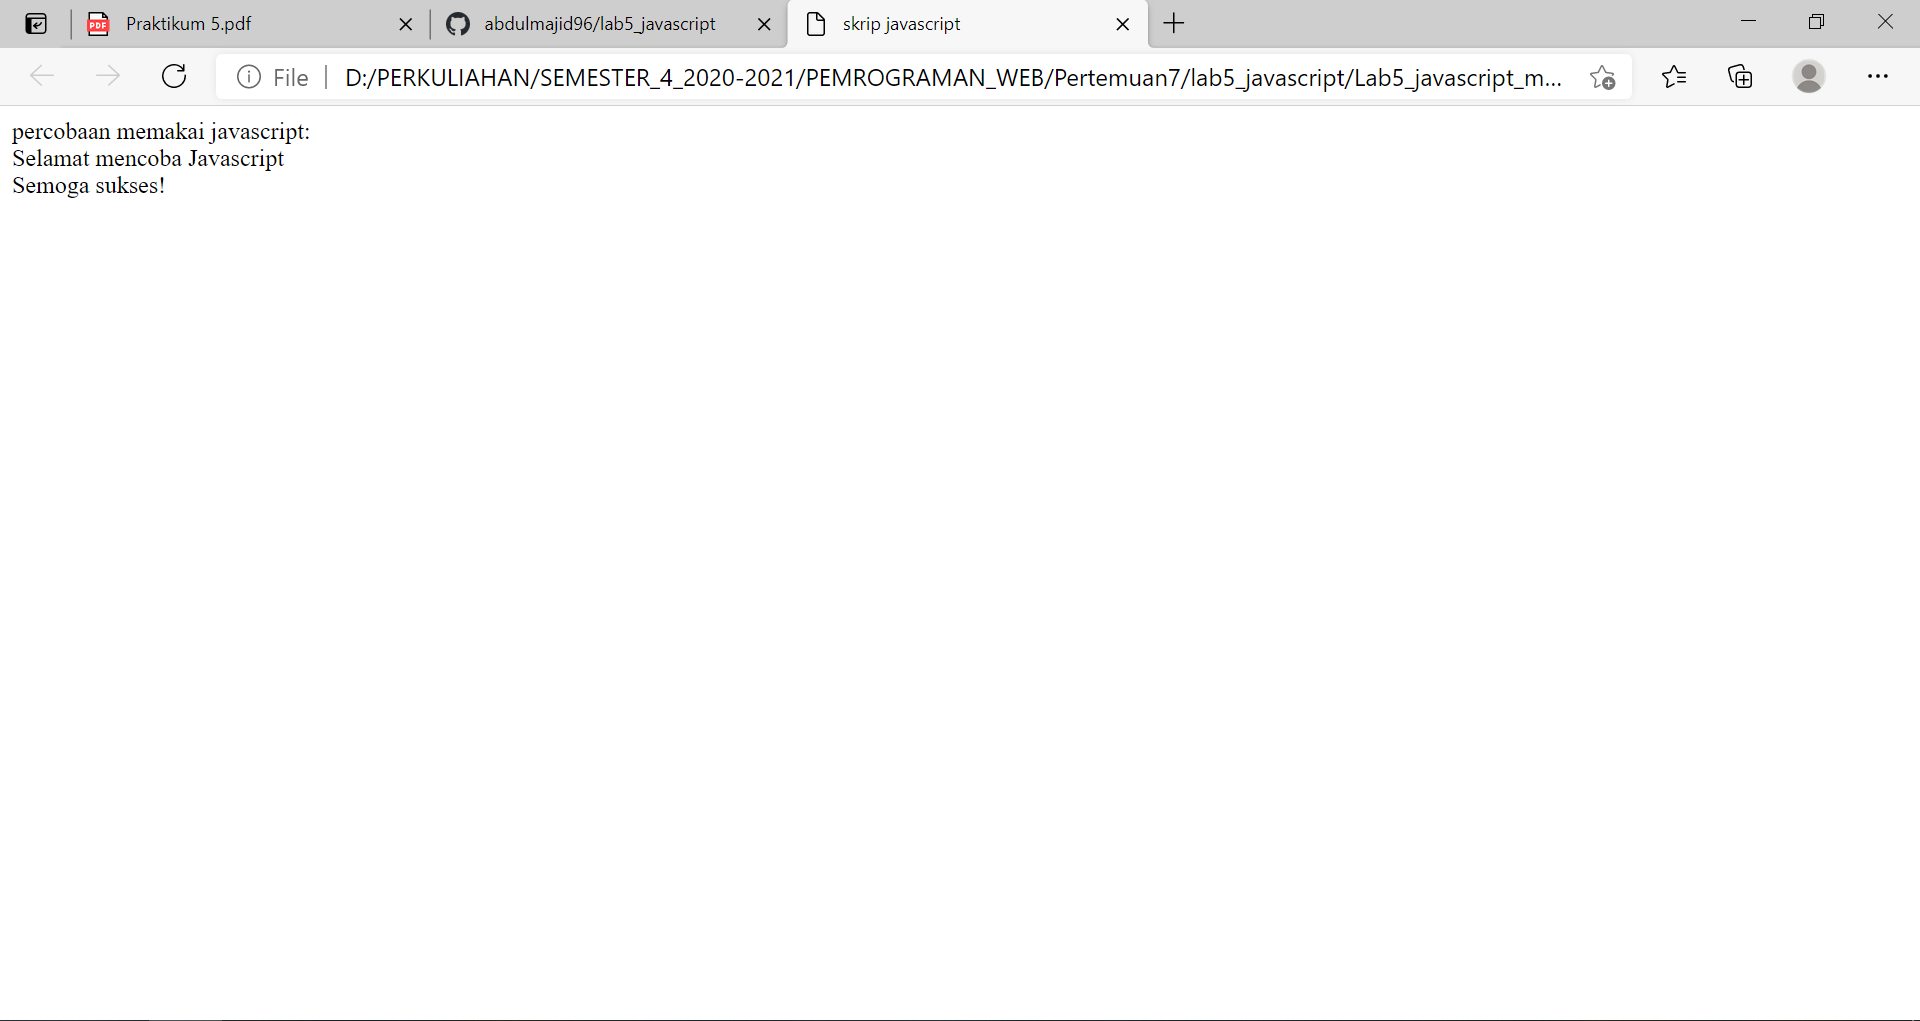 Praktikum 5.pdf
abdulmajid96/lab5_javascript
skrip javascript
File
D:/PERKULIAHAN/SEMESTER_4_2020-2021/PEMROGRAMAN_WEB/Pertemuan7/lab5_javascript/Lab5_javascript_m...
percobaan memakai javascript:
Selamat mencoba Javascript
Semoga sukses!